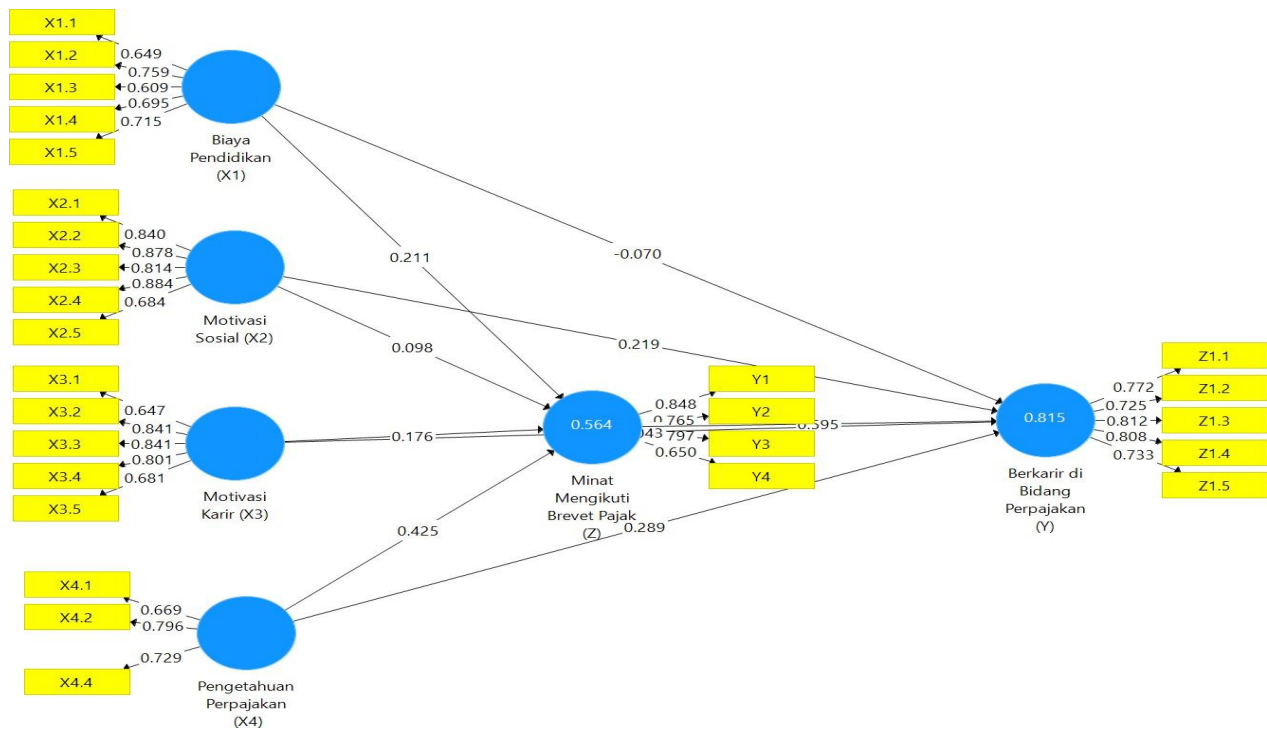 X1.1
X1.2
X1.3
X1.4
X1.5
0.649
0.759
0.609
0.695
0.715
Biaya
Pendidikan
(X1)
X2.1
X2.2
X2.3
X2.4
X2.5
0.840
0.878
0.814
0.884
0.684
Motivasi
Sosial (X2)
X3.1
X3.2
X3.3
X3.4
X3.5
0.647
0.841
0.841
0.801
0.681
Motivasi
Karir (X3)
X4.1
X4.2
X4.4
0.669
0.796
0.729
Pengetahuan
Perpajakan
(X4)
0.211
-0.070
0.098
0.219
0.176
0.425
0.289
0.564
Minat
Mengikuti
Brevet Pajak
(Z)
0.848
0.765
0.650
Y1
Y2
Y3
Y4
0.595
0.815
Berkarir di
Bidang
Perpajakan
(Y)
0.772
0.725
0.812
0.808
0.733
Z1.1
Z1.2
Z1.3
Z1.4
Z1.5